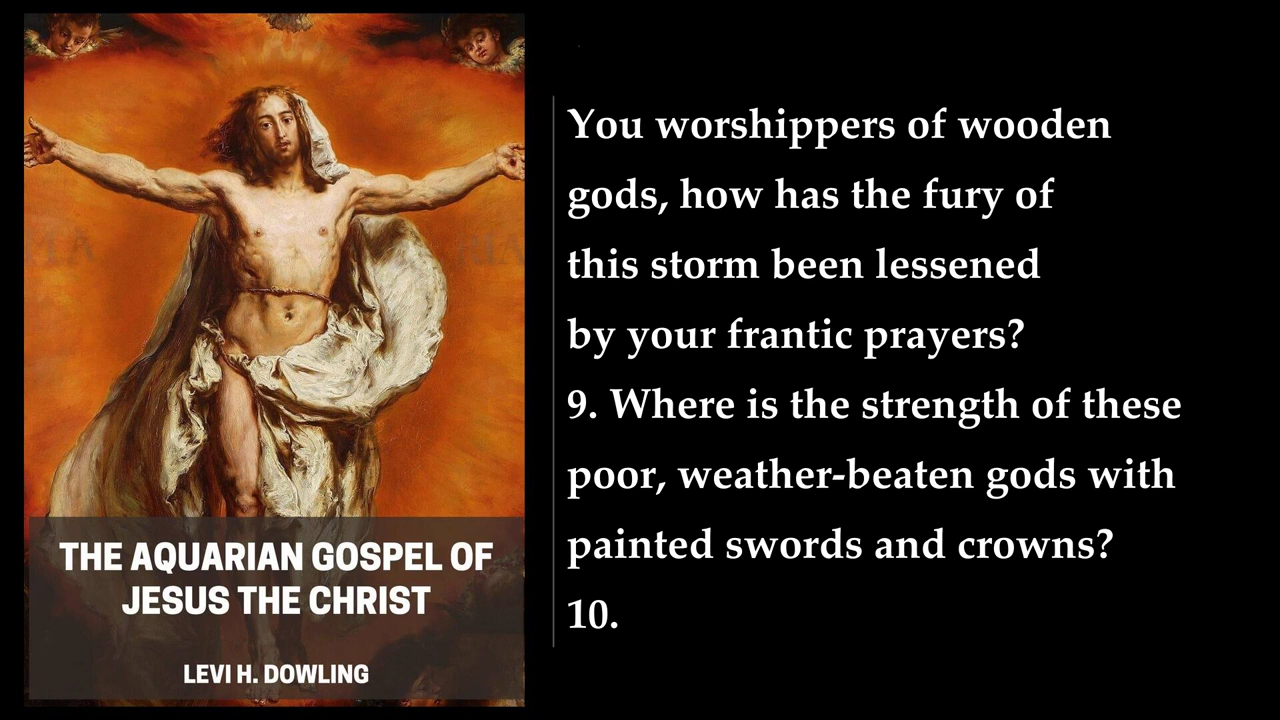 THE AQUARIAN GOSPEL OF
JESUS THE CHRIST
LEVI H. DOWLING
You worshippers of wooden
gods, how has the fury of
this storm been lessened
by your frantic prayers?
9. Where is the strength of these
poor, weather-beaten gods with
painted swords and crowns?
10.